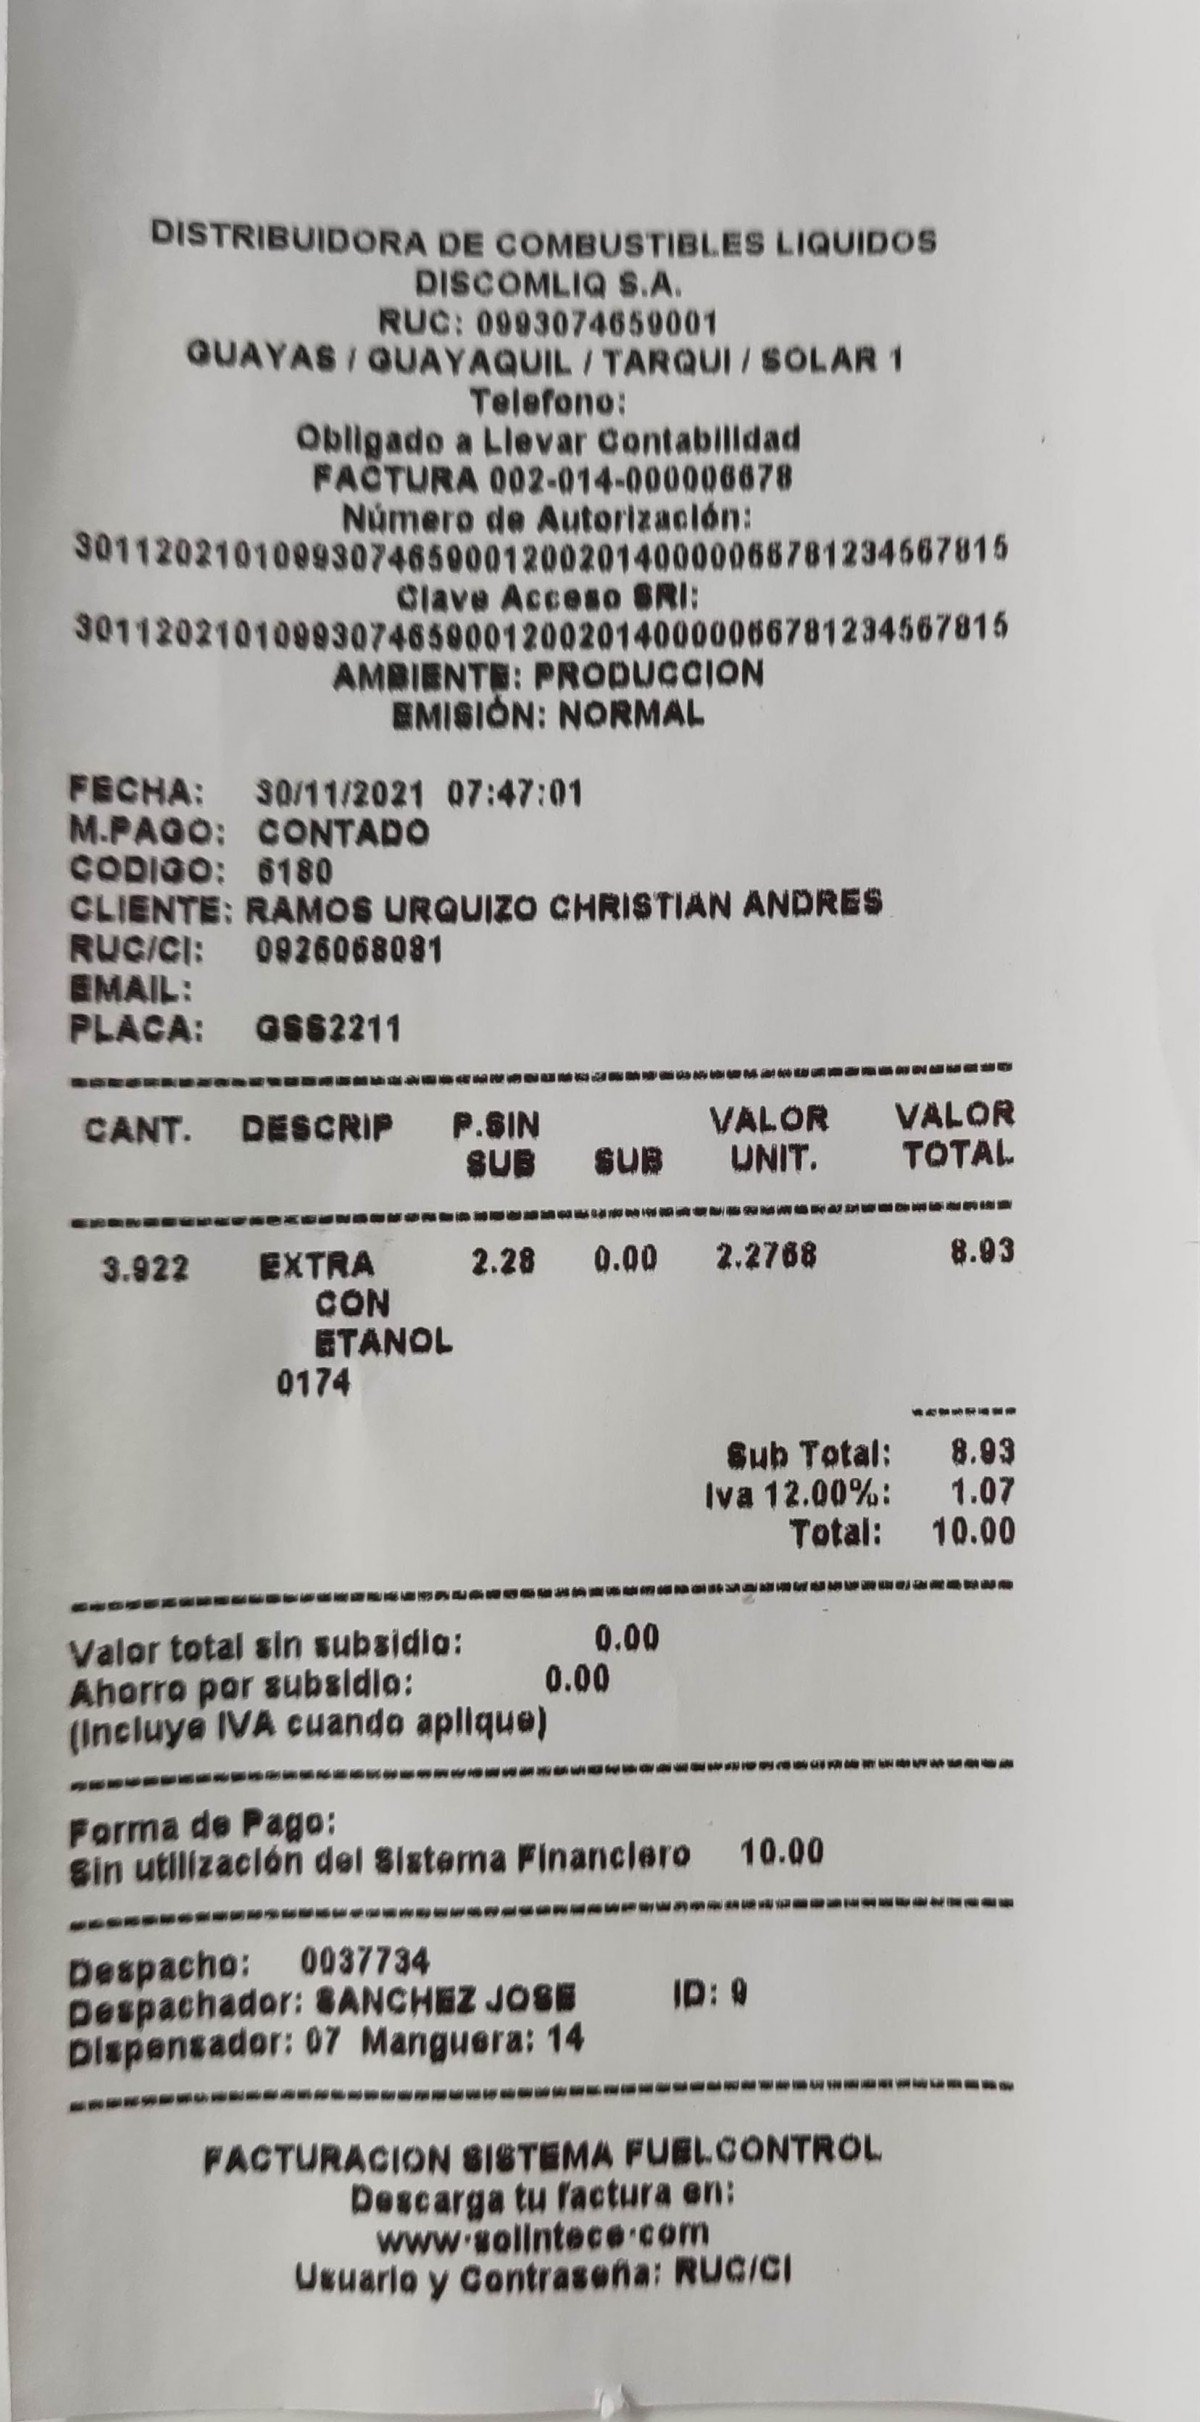 DISTRIBUIDORA DE COMBUSTIBLES LIQUIDOS
DISCOMLIQ S.A.
RUC: 0993074659001
GUAYAS / GUAYAQUIL / TARQUI / SOLAR 1
Telefono:
Obligado a Llevar Contabilidad
FACTURA 002-014-000006678
Número de Autorización:
3011202101099307465900120020140000066781234567815
Clave Acceso SRI:
3011202101099307465900120020140000066781234567815
AMBIENTE: PRODUCCION
EMISIÓN: NORMAL
FECHA: 30/11/2021 07:47:01
M.PAGO: CONTADO
CODIGO: 6180
CLIENTE: RAMOS URQUIZO CHRISTIAN ANDRES
RUC/CI: 0926068081
EMAIL:
PLACA: GSS2211
CANT. DESCRIP P.SIN VALOR VALOR
SUB SUB UNIT. TOTAL
3.922 EXTRA 2.28 0.00 2.2768 8.93
CON
ETANOL
0174
Sub Total: 8.93
Iva 12.00%: 1.07
Total: 10.00
Valor total sin subsidio: 0.00
Ahorro por subsidio: 0.00
(Incluye IVA cuando aplique)
Forma de Pago:
Sin utilización del Sistema Financiero 10.00
Despacho: 0037734
Despachador: SANCHEZ JOSE ID: 9
Dispensador: 07 Manguera: 14
FACTURACION SISTEMA FUELCONTROL
Descarga tu factura en:
www.solintece.com
Usuario y Contraseña: RUC/CI